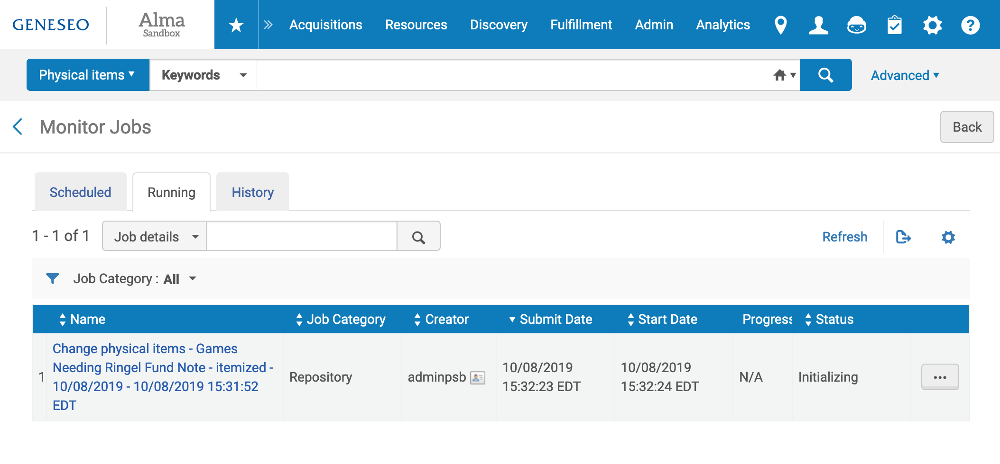 GENESEO
Alma
Sandbox
Acquisitions Resources Discovery Fulfillment Admin Analytics
Physical items Keywords Advanced
Monitor Jobs Back
Scheduled Running History
1 - 1 of 1 Job details Refresh
Job Category : All
Name Job Category Creator Submit Date Start Date Progress Status
1 Change physical items - Games
Needing Ringel Fund Note - itemized -
10/08/2019 - 10/08/2019 15:31:52
EDT
Repository
adminpsb
10/08/2019
15:32:23 EDT
10/08/2019
15:32:24 EDT
N/A
Initializing